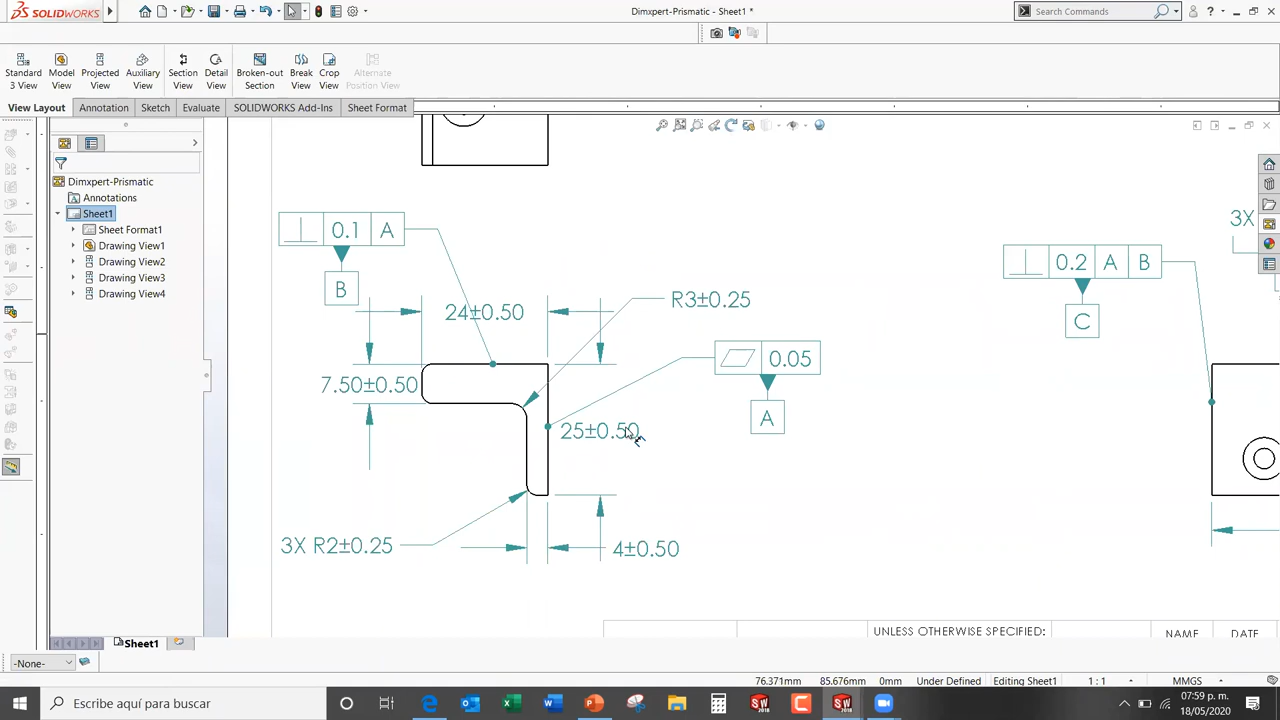 SOLIDWORKS
Dimxpert-Prismatic - Sheet1 *
Search Commands
?
Standard 3 View
Model View
Projected View
Auxiliary View
Section View
Detail View
Broken-out Section
Break View
Crop View
Alternate Position View
View Layout
Annotation
Sketch
Evaluate
SOLIDWORKS Add-Ins
Sheet Format
Dimxpert-Prismatic
Annotations
Sheet1
Sheet Format1
Drawing View1
Drawing View2
Drawing View3
Drawing View4
0.1 A
B
24±0.50
R3±0.25
0.05
A
7.50±0.50
25±0.50
3X R2±0.25
4±0.50
3X
0.2 A B
C
UNLESS OTHERWISE SPECIFIED:
NAME
DATE
Sheet1
-None-
76.371mm
85.676mm
0mm
Under Defined
Editing Sheet1
1 : 1
MMGS
Escribe aquí para buscar
SW 2018
SW 2018
07:59 p. m.
18/05/2020